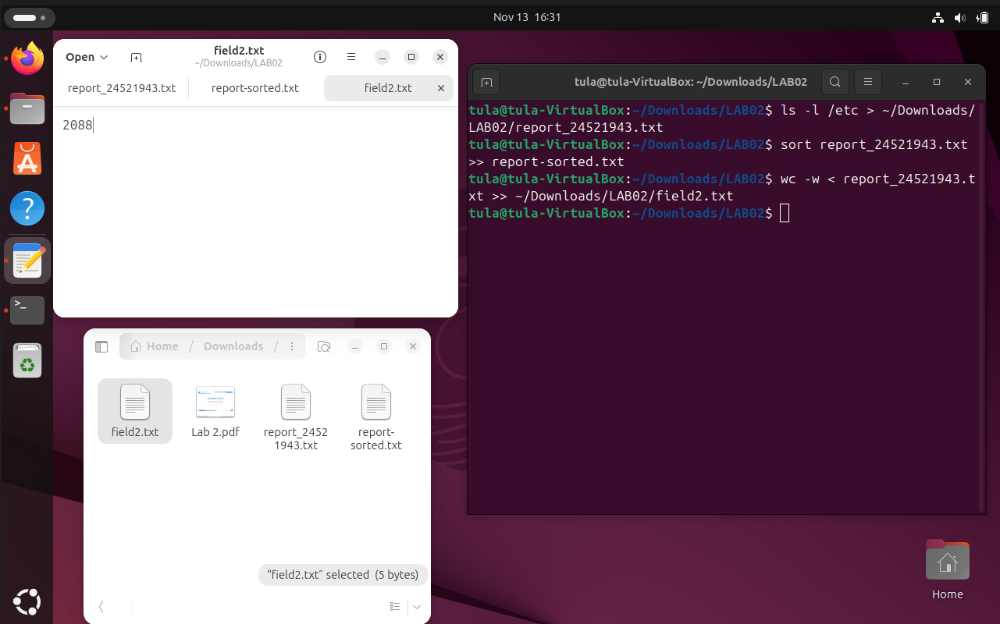 Nov 13 16:31
Open
field2.txt
~/Downloads/LAB02
report_24521943.txt
report-sorted.txt
field2.txt
2088
tula@tula-VirtualBox: ~/Downloads/LAB02
tula@tula-VirtualBox:~/Downloads/LAB02$ ls -l /etc > ~/Downloads/
LAB02/report_24521943.txt
tula@tula-VirtualBox:~/Downloads/LAB02$ sort report_24521943.txt
>> report-sorted.txt
tula@tula-VirtualBox:~/Downloads/LAB02$ wc -w < report_24521943.t
xt >> ~/Downloads/LAB02/field2.txt
tula@tula-VirtualBox:~/Downloads/LAB02$
Home / Downloads /
field2.txt
Lab 2.pdf
report_2452
1943.txt
report-
sorted.txt
“field2.txt” selected (5 bytes)
Home